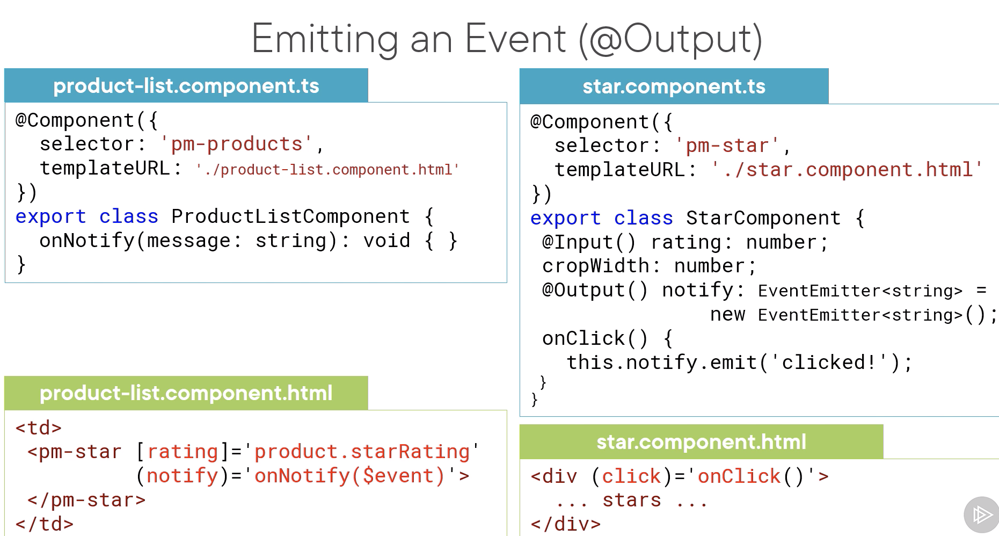 Emitting an Event (@Output)
product-list.component.ts
@Component({
  selector: 'pm-products',
  templateURL: './product-list.component.html'
})
export class ProductListComponent {
  onNotify(message: string): void { }
}
product-list.component.html
<td>
 <pm-star [rating]='product.starRating'
          (notify)='onNotify($event)'>
 </pm-star>
</td>
star.component.ts
@Component({
  selector: 'pm-star',
  templateURL: './star.component.html'
})
export class StarComponent {
 @Input() rating: number;
 cropWidth: number;
 @Output() notify: EventEmitter<string> =
               new EventEmitter<string>();
 onClick() {
   this.notify.emit('clicked!');
 }
}
star.component.html
<div (click)='onClick()'>
  ... stars ...
</div>